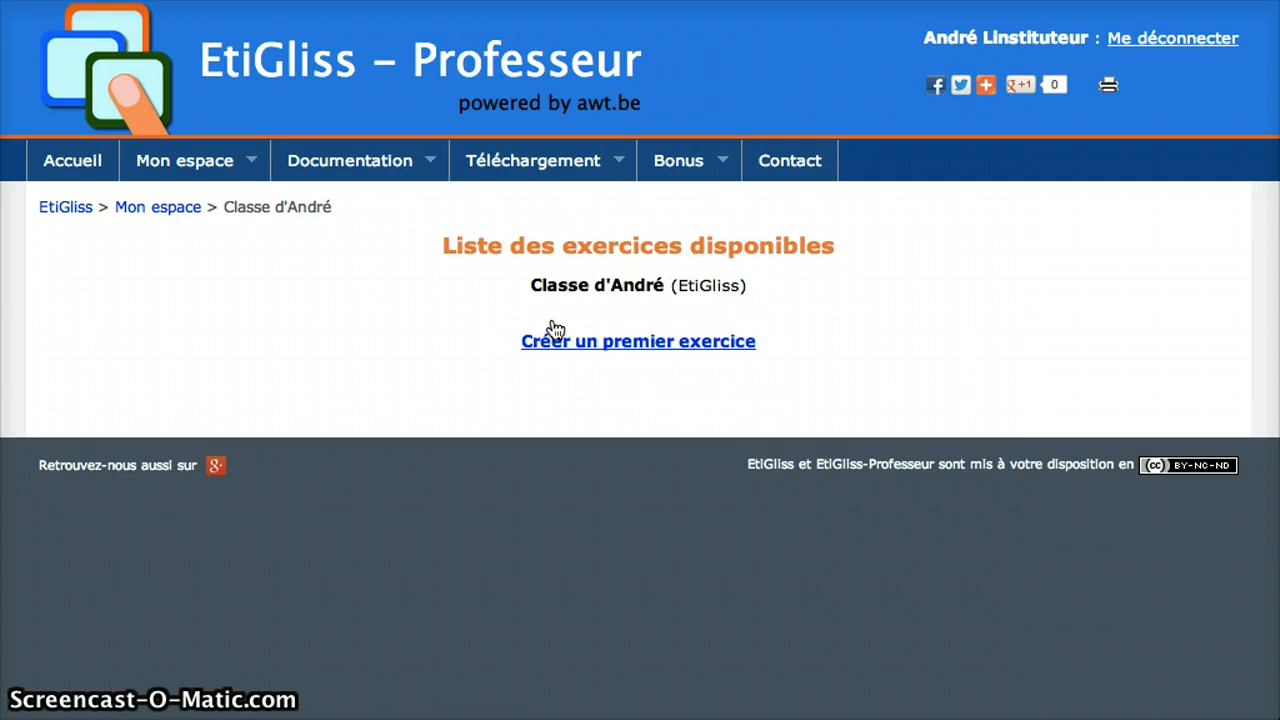 EtiGliss – Professeur
powered by awt.be
André Linstituteur : Me déconnecter
+1 0
Accueil Mon espace Documentation Téléchargement Bonus Contact
EtiGliss > Mon espace > Classe d'André
Liste des exercices disponibles
Classe d'André (EtiGliss)
Créer un premier exercice
Retrouvez-nous aussi sur
EtiGliss et EtiGliss-Professeur sont mis à votre disposition en cc BY-NC-ND
Screencast-O-Matic.com